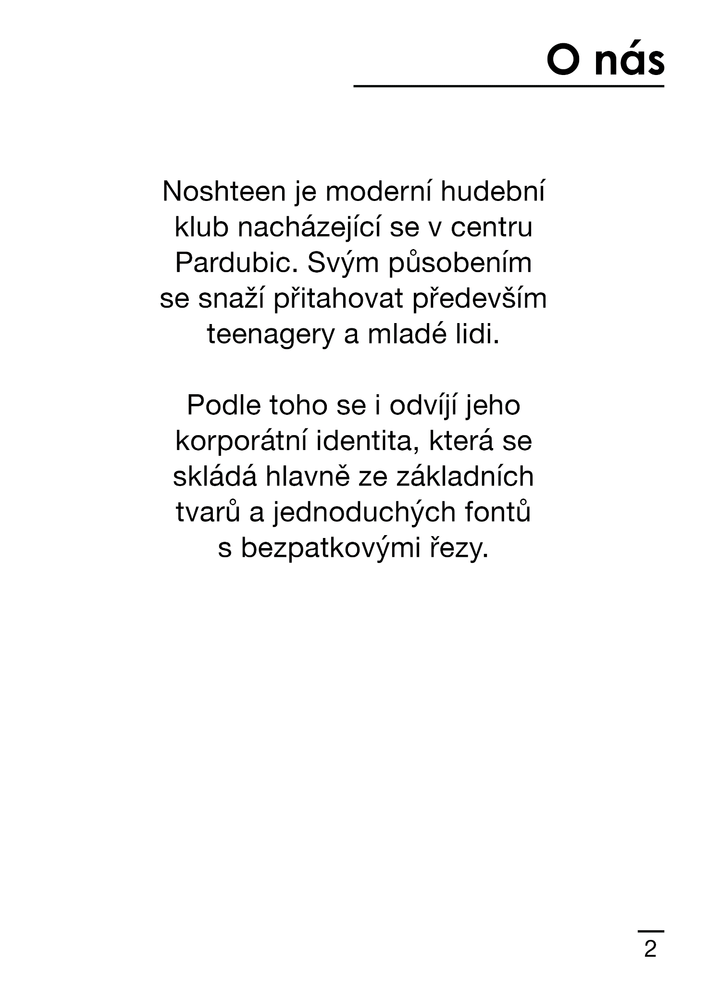 O nás
Noshteen je moderní hudební
klub nacházející se v centru
Pardubic. Svým působením
se snaží přitahovat především
teenagery a mladé lidi.
Podle toho se i odvíjí jeho
korporátní identita, která se
skládá hlavně ze základních
tvarů a jednoduchých fontů
s bezpatkovými řezy.
2